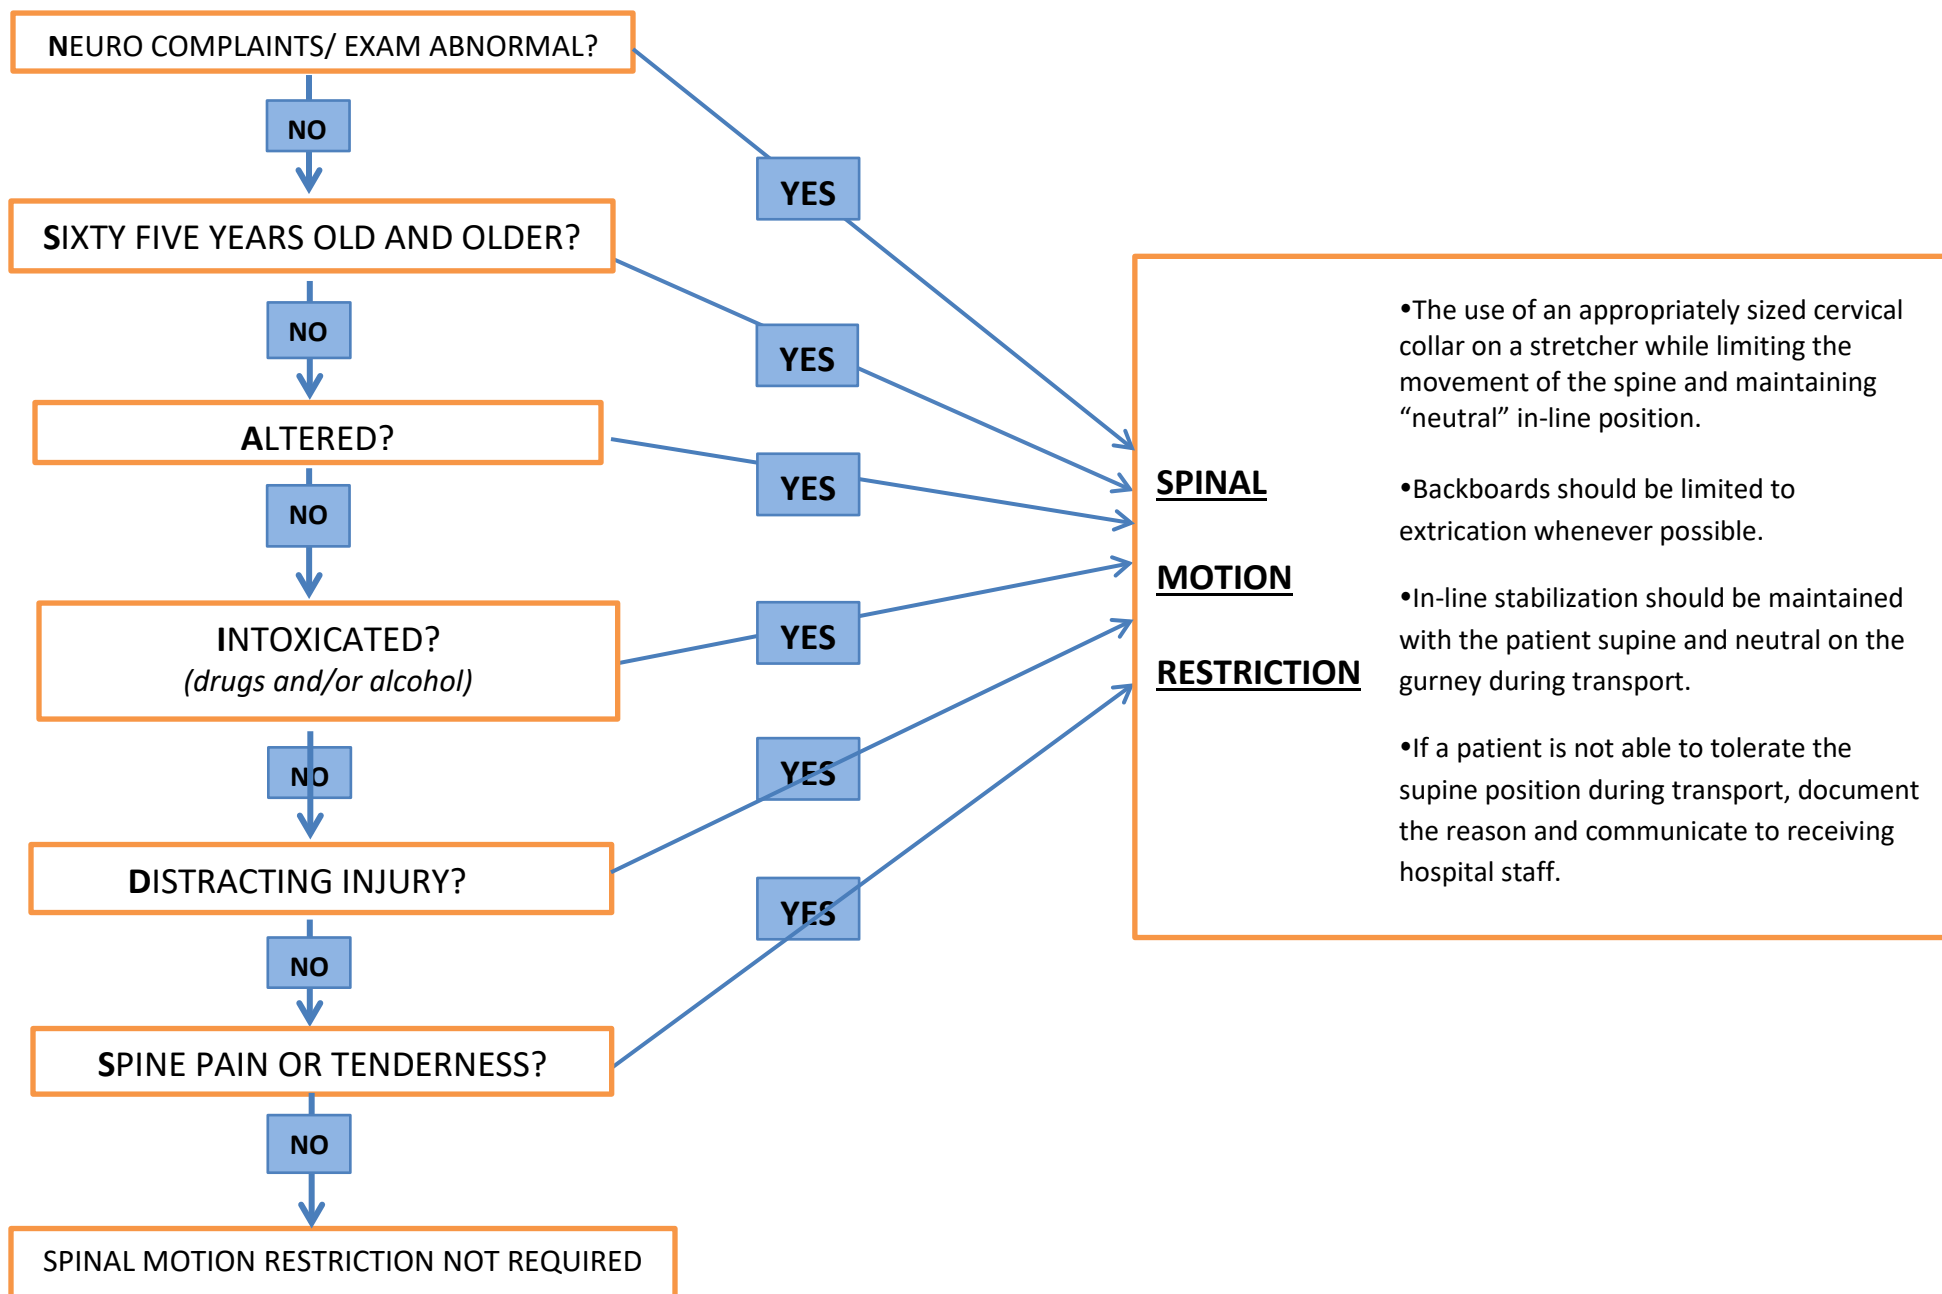 NEURO COMPLAINTS/ EXAM ABNORMAL?
NO
YES
SIXTY FIVE YEARS OLD AND OLDER?
NO
YES
ALTERED?
NO
YES
INTOXICATED?
(drugs and/or alcohol)
NO
YES
DISTRACTING INJURY?
NO
YES
SPINE PAIN OR TENDERNESS?
NO
YES
SPINAL MOTION RESTRICTION NOT REQUIRED
SPINAL
MOTION
RESTRICTION
•The use of an appropriately sized cervical
collar on a stretcher while limiting the
movement of the spine and maintaining
“neutral” in-line position.
•Backboards should be limited to
extrication whenever possible.
•In-line stabilization should be maintained
with the patient supine and neutral on the
gurney during transport.
•If a patient is not able to tolerate the
supine position during transport, document
the reason and communicate to receiving
hospital staff.